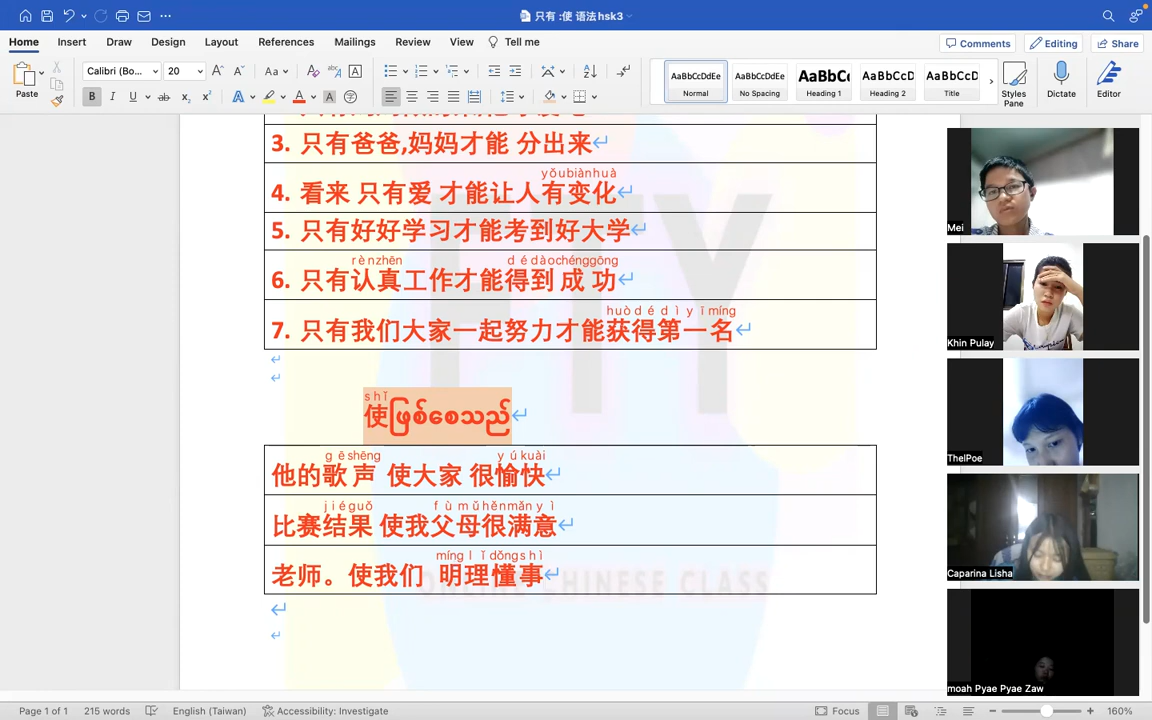 只有 :使 语法hsk3
Home Insert Draw Design Layout References Mailings Review View Tell me Comments Editing Share
Paste Calibri (Bo... 20 Aa AaBbCcDdEe Normal AaBbCcDdEe No Spacing AaBbCc Heading 1 AaBbCcD Heading 2 AaBbCcD Title Styles Pane Dictate Editor
3. 只有爸爸,妈妈才能 分出来
yǒubiànhuà
4. 看来 只有爱 才能让人有变化
5. 只有好好学习才能考到好大学
rènzhēn dédàochénggōng
6. 只有认真工作才能得到 成 功
huòdédìyīmíng
7. 只有我们大家一起努力才能获得第一名
shǐ
使ဖြစ်စေသည်
gēshēng yúkuài
他的歌 声 使大家 很愉快
jiéguǒ fùmǔhěnmǎnyì
比赛结果 使我父母很满意
mínglǐdǒngshì
老师。使我们 明理懂事
ONLINE CHINESE CLASS
Mei
Khin Pulay
ThelPoe
Caparina Lisha
moah Pyae Pyae Zaw
Page 1 of 1 215 words English (Taiwan) Accessibility: Investigate Focus 160%